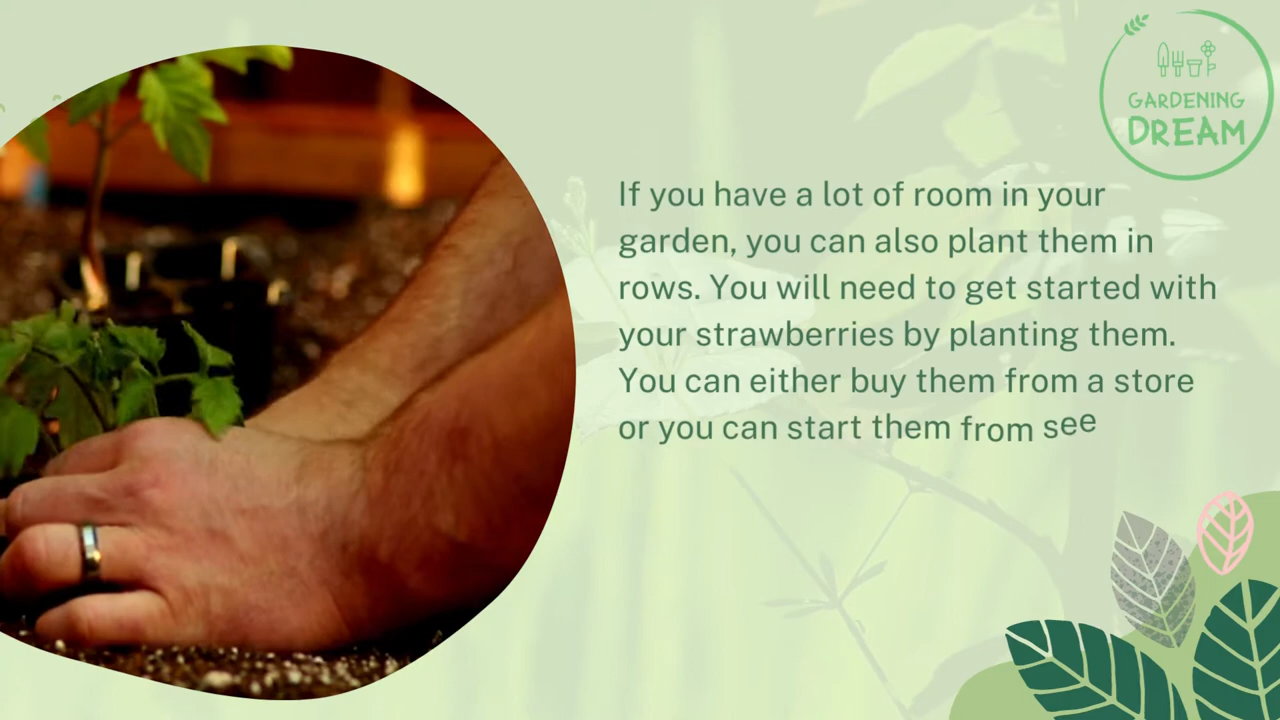 GARDENING
DREAM
If you have a lot of room in your
garden, you can also plant them in
rows. You will need to get started with
your strawberries by planting them.
You can either buy them from a store
or you can start them from see